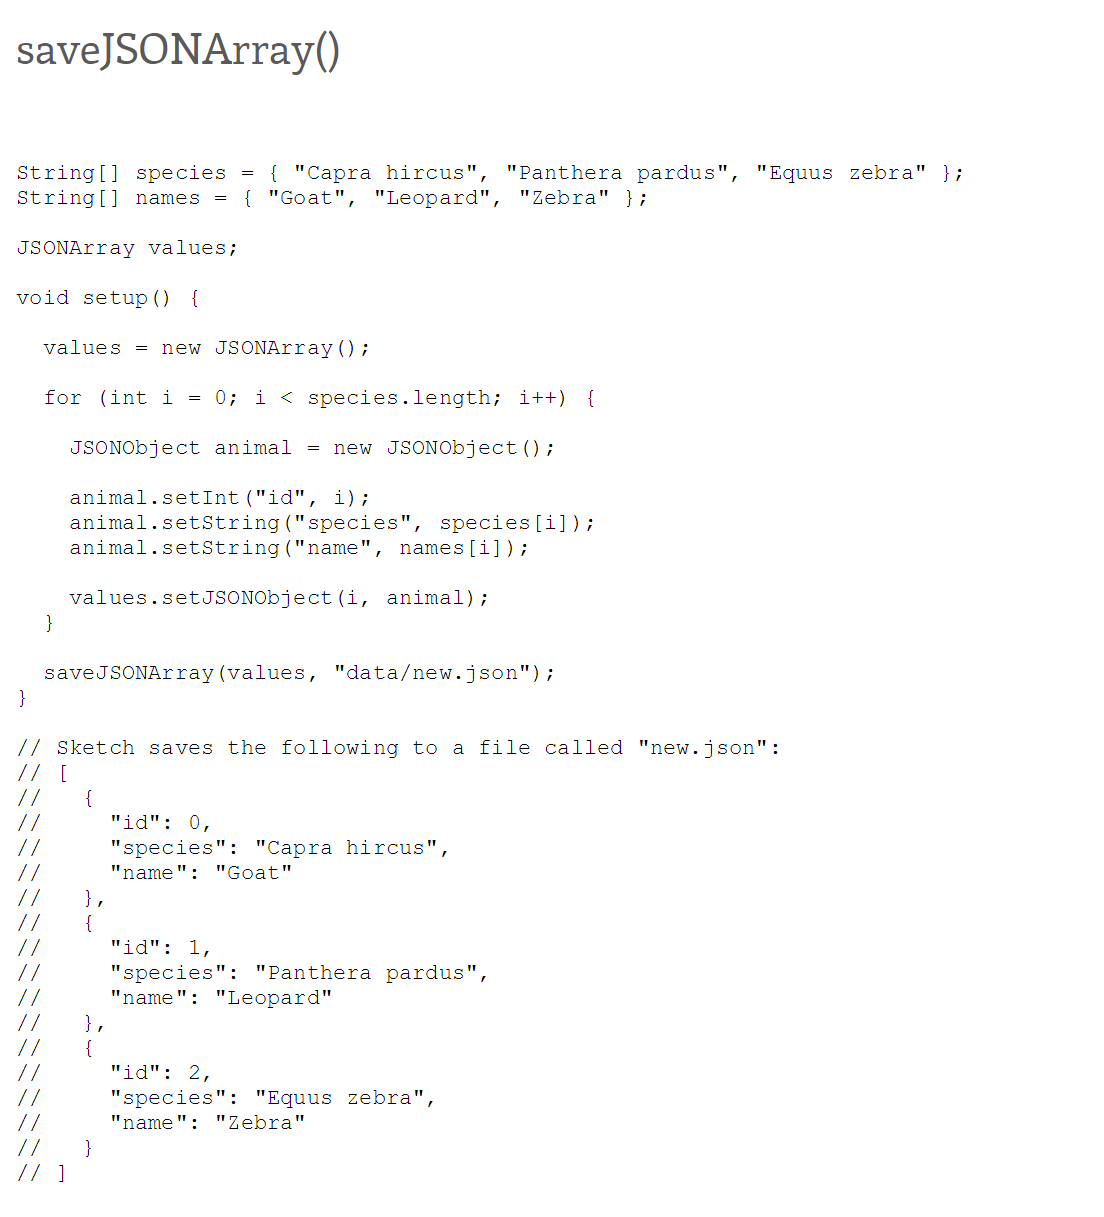 saveJSONArray()
String[] species = { "Capra hircus", "Panthera pardus", "Equus zebra" };
String[] names = { "Goat", "Leopard", "Zebra" };
JSONArray values;
void setup() {
  values = new JSONArray();
  for (int i = 0; i < species.length; i++) {
    JSONObject animal = new JSONObject();
    animal.setInt("id", i);
    animal.setString("species", species[i]);
    animal.setString("name", names[i]);
    values.setJSONObject(i, animal);
  }
  saveJSONArray(values, "data/new.json");
}
// Sketch saves the following to a file called "new.json":
// [
//   {
//     "id": 0,
//     "species": "Capra hircus",
//     "name": "Goat"
//   },
//   {
//     "id": 1,
//     "species": "Panthera pardus",
//     "name": "Leopard"
//   },
//   {
//     "id": 2,
//     "species": "Equus zebra",
//     "name": "Zebra"
//   }
// ]